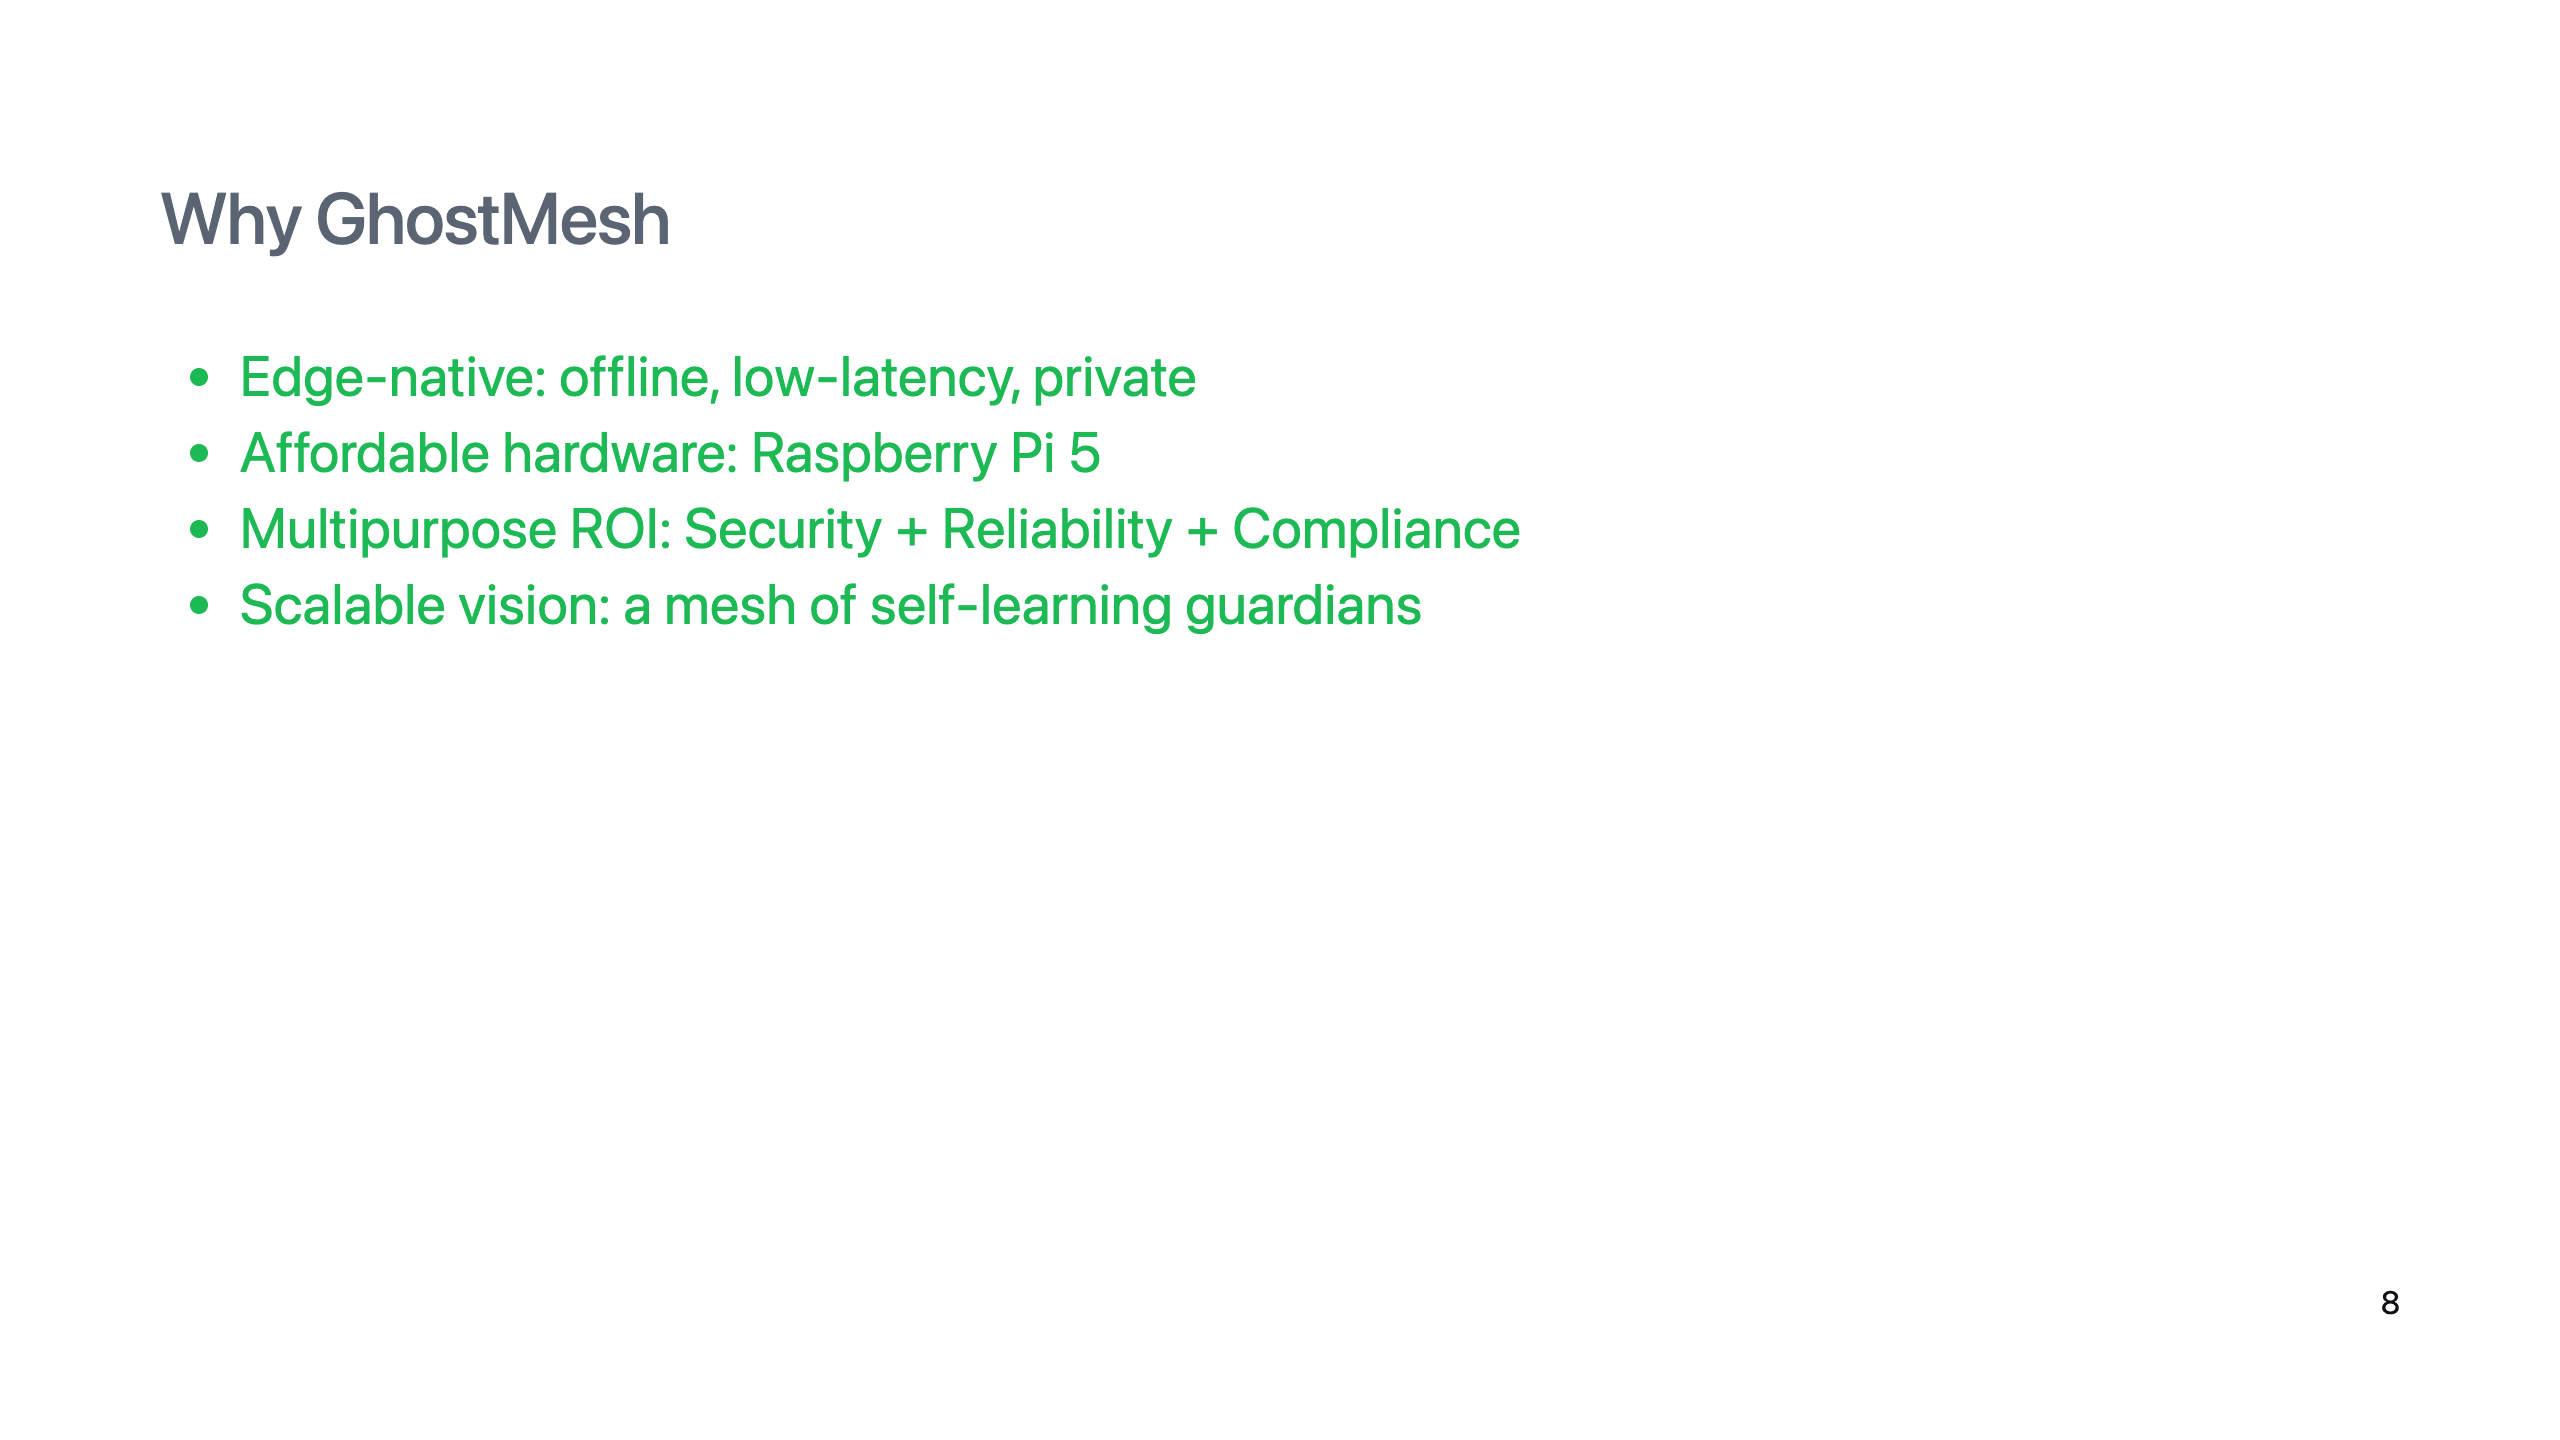 Why GhostMesh
• Edge-native: offline, low-latency, private
• Affordable hardware: Raspberry Pi 5
• Multipurpose ROI: Security + Reliability + Compliance
• Scalable vision: a mesh of self-learning guardians
8